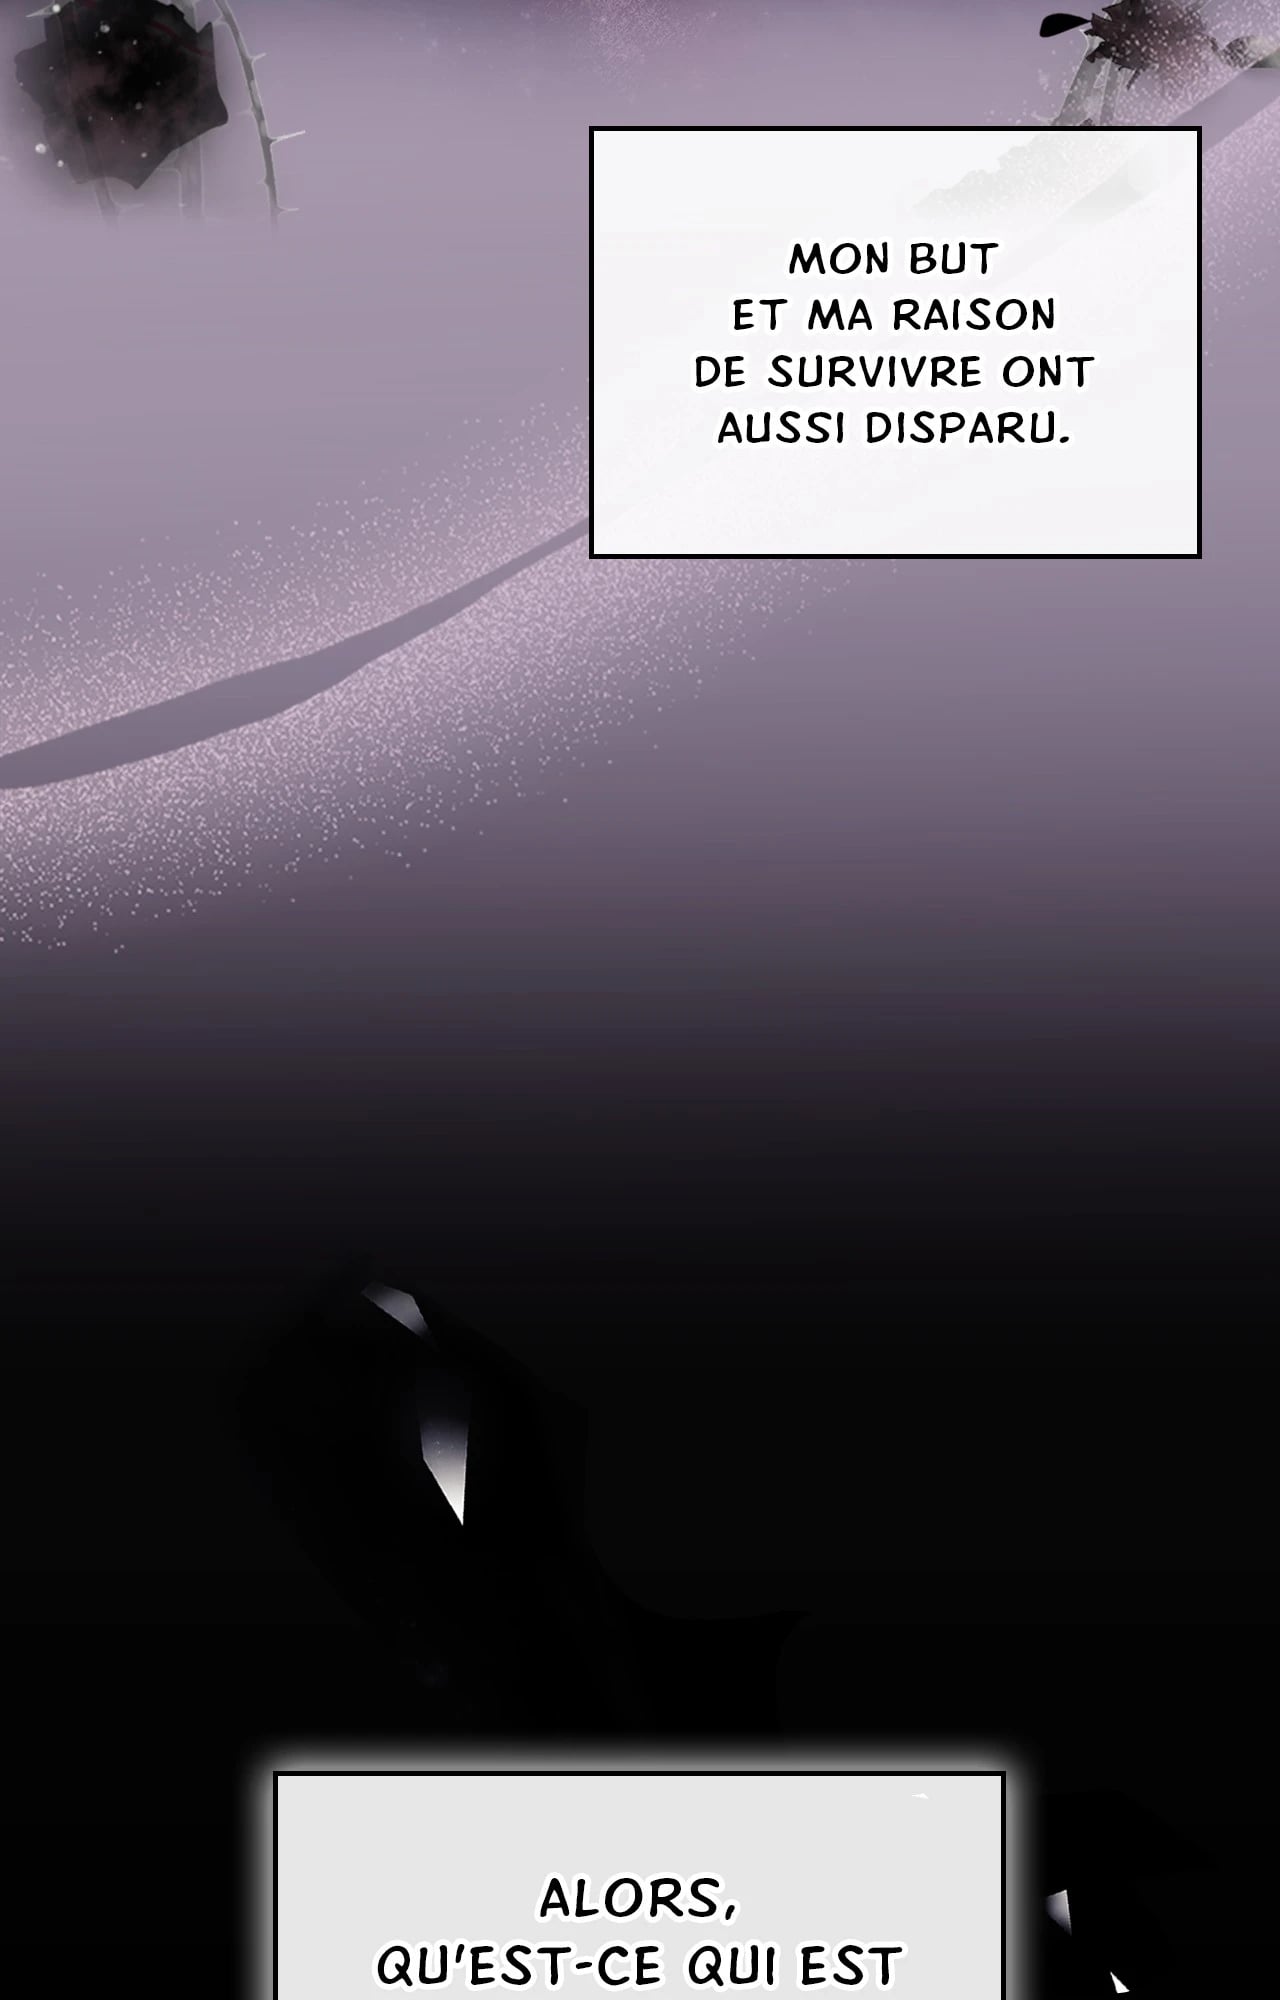 MON BUT
ET MA RAISON
DE SURVIVRE ONT
AUSSI DISPARU.
ALORS,
QU'EST-CE QUI EST